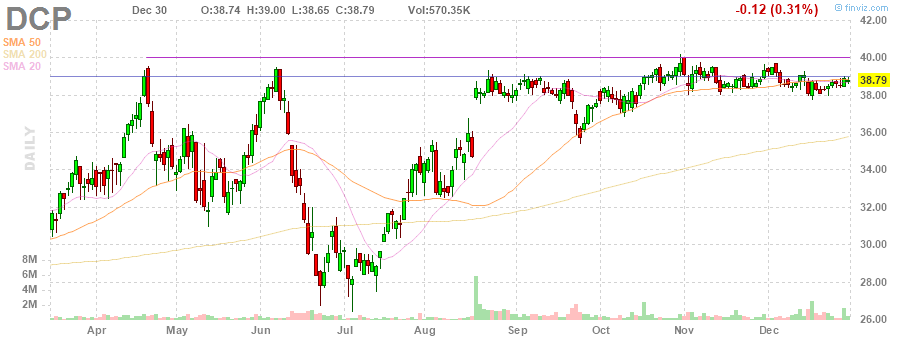 DCP Dec 30 O:38.74 H:39.00 L:38.65 C:38.79 Vol:570.35K -0.12 (0.31%) finviz.com
SMA 50
SMA 200
SMA 20
DAILY
42.00
40.00
38.79
38.00
36.00
34.00
32.00
30.00
28.00
26.00
8M
6M
4M
2M
Apr May Jun Jul Aug Sep Oct Nov Dec